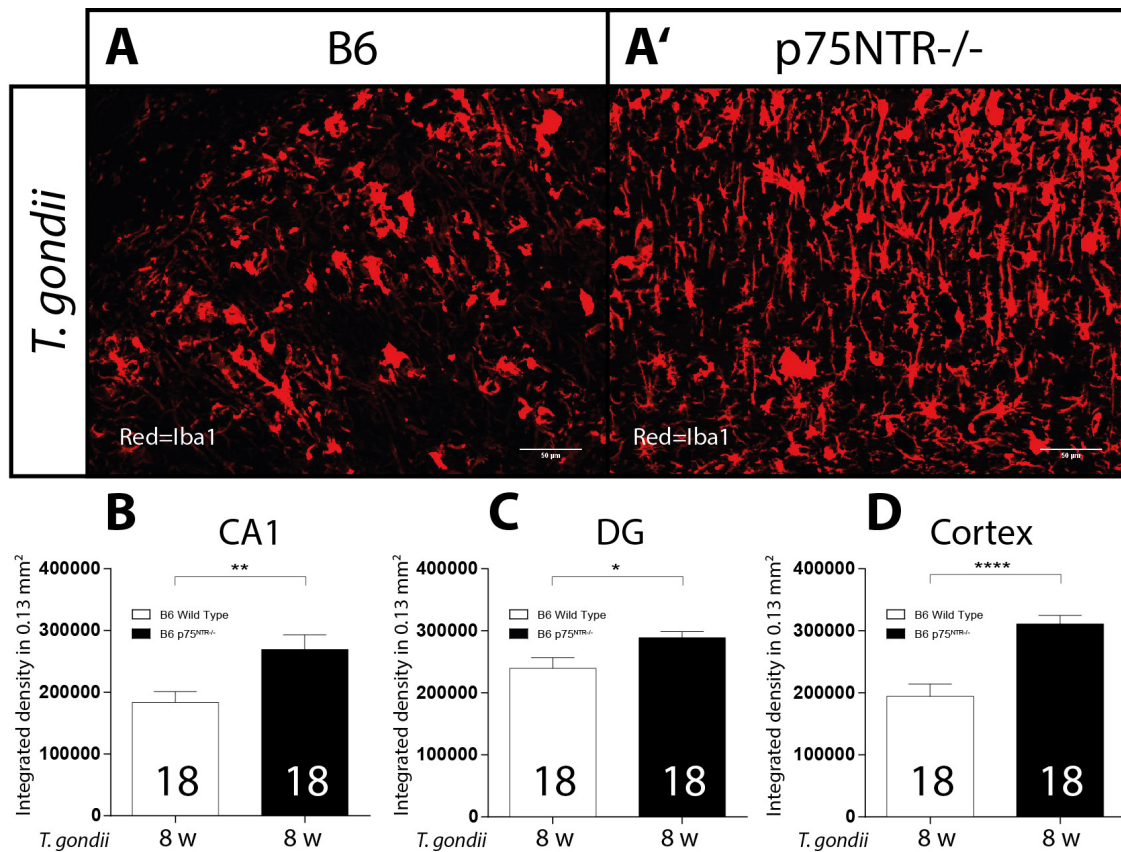 A B6
A‘ p75NTR-/-
T. gondii
Red=Iba1
50 µm
Red=Iba1
50 µm
B CA1
Integrated density in 0.13 mm²
400000
300000
200000
100000
0
**
B6 Wild Type
B6 p75NTR-/-
18
18
T. gondii 8 w 8 w
C DG
Integrated density in 0.13 mm²
400000
300000
200000
100000
0
*
B6 Wild Type
B6 p75NTR-/-
18
18
T. gondii 8 w 8 w
D Cortex
Integrated density in 0.13 mm²
400000
300000
200000
100000
0
****
B6 Wild Type
B6 p75NTR-/-
18
18
T. gondii 8 w 8 w